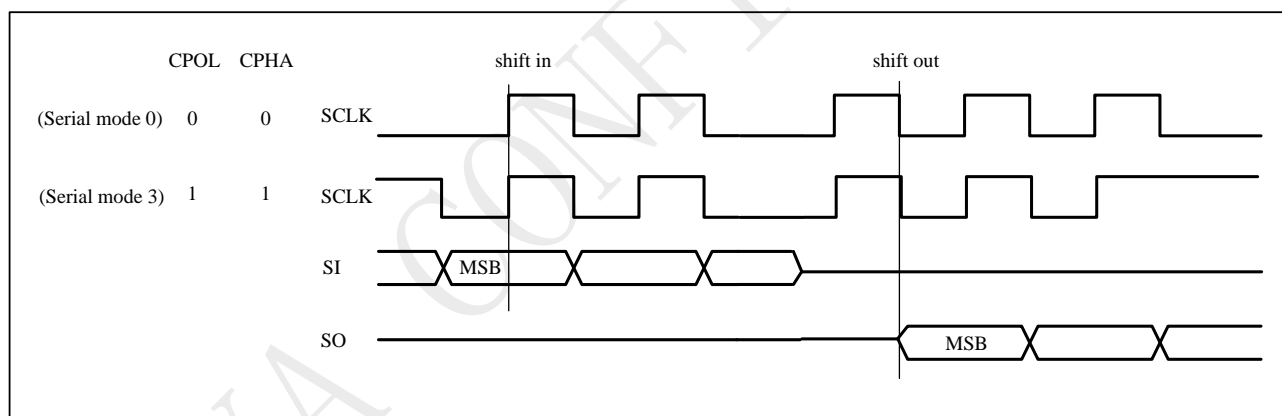 CPOL CPHA shift in shift out
(Serial mode 0) 0 0 SCLK
(Serial mode 3) 1 1 SCLK
SI MSB
SO MSB